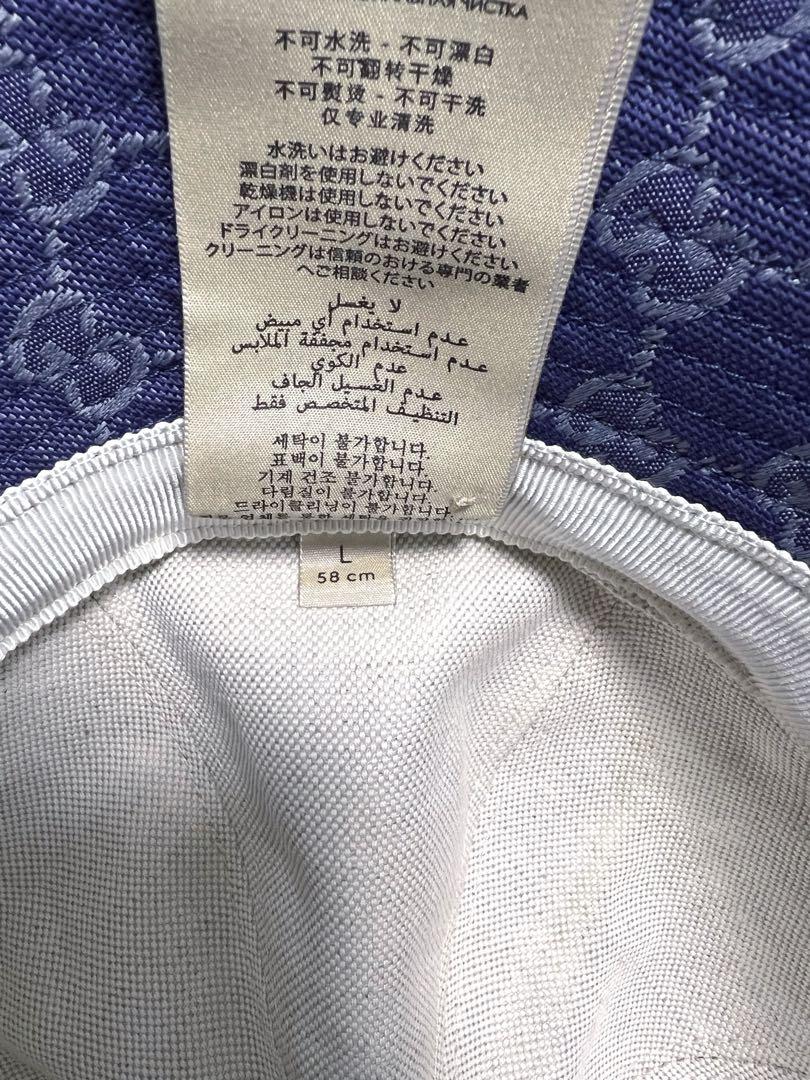 ЧИСТКА
不可水洗 - 不可漂白
不可翻转干燥
不可熨烫 - 不可干洗
仅专业清洗
水洗いはお避けください
漂白剤を使用しないでください
乾燥機は使用しないでください
アイロンは使用しないでください
ドライクリーニングはお避けください
クリーニングは信頼のおける専門の業者
へご相談ください
لا يغسل
عدم استخدام أي مبيض
عدم استخدام مجففة الملابس
عدم الكوي
عدم الغسيل الجاف
التنظيف المتخصص فقط
세탁이 불가합니다.
표백이 불가합니다.
기계 건조 불가합니다.
다림질이 불가합니다.
드라이클리닝이 불가합니다.
L
58 cm